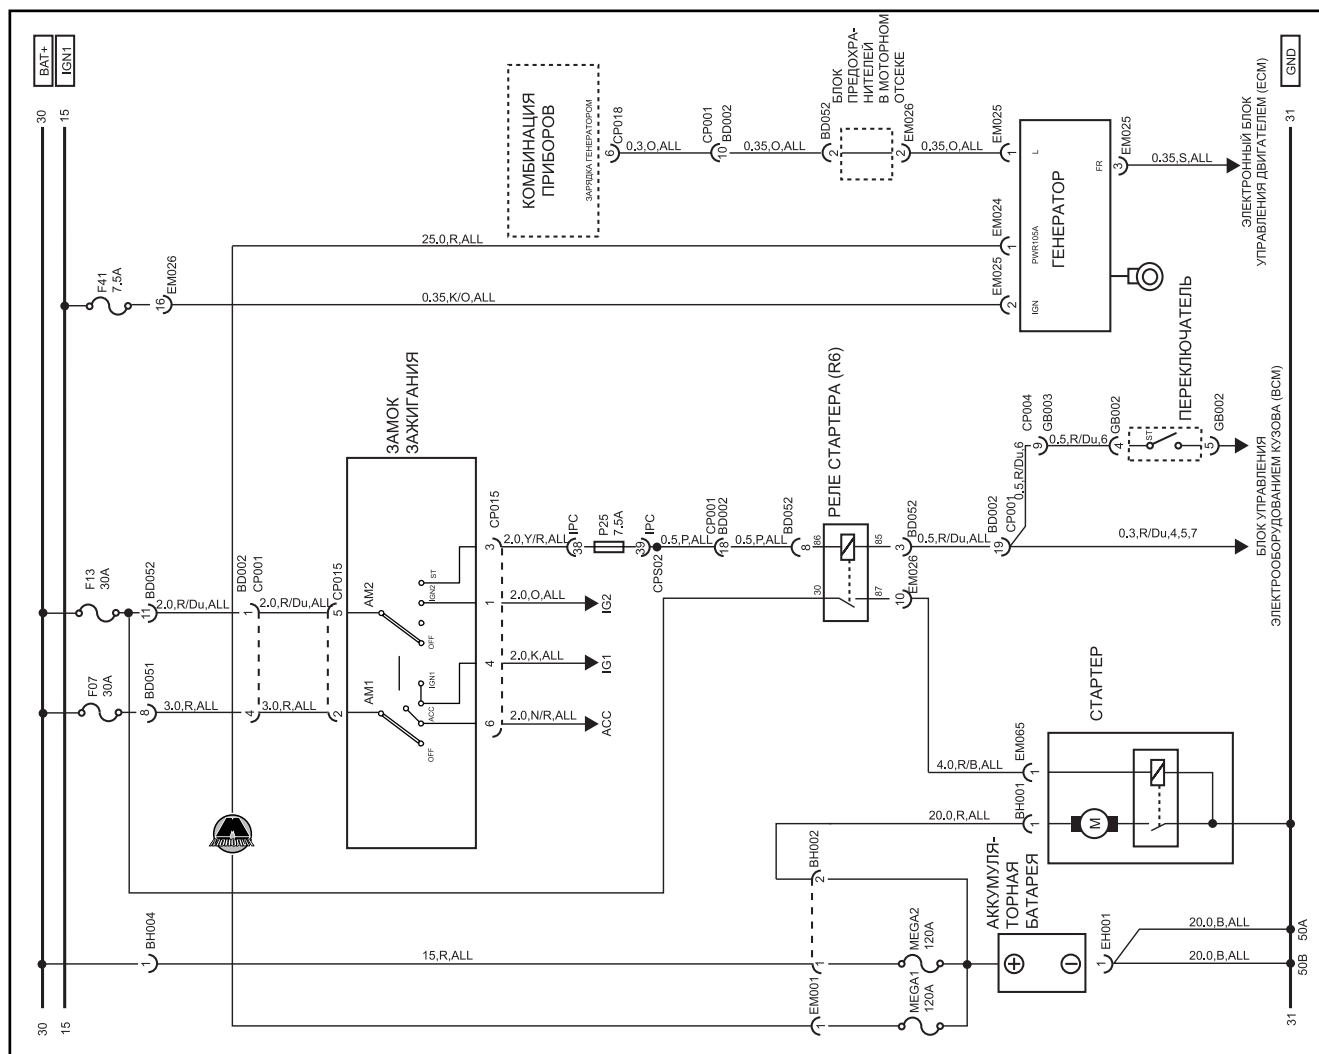 BAT+
IGN1
30
15
F41
7.5A
16
EM026
0.35,K/O,ALL
25.0,R,ALL
КОМБИНАЦИЯ
ПРИБОРОВ
ЗАРЯДКА ГЕНЕРАТОРОМ
6
CP018
0.3,O,ALL
CP001
10
BD002
0.35,O,ALL
BD052
2
БЛОК
ПРЕДОХРА-
НИТЕЛЕЙ
В МОТОРНОМ
ОТСЕКЕ
2
EM026
0.35,O,ALL
EM025
1
L
EM024
1
PWR105A
EM025
2
IGN
ГЕНЕРАТОР
FR
3
EM025
0.35,S,ALL
ЭЛЕКТРОННЫЙ БЛОК
УПРАВЛЕНИЯ ДВИГАТЕЛЕМ (ECM)
GND
31
F13
30A
11
BD052
2.0,R/Du,ALL
BD002
1
CP001
2.0,R/Du,ALL
CP015
5
F07
30A
8
BD051
3.0,R,ALL
4
3.0,R,ALL
2
ЗАМОК
ЗАЖИГАНИЯ
AM2
OFF
IGN2
ST
AM1
OFF
ACC
IGN1
CP015
3
2.0,Y/R,ALL
1
2.0,O,ALL
IG2
4
2.0,K,ALL
IG1
6
2.0,N/R,ALL
ACC
38
IPC
P25
7.5A
39
IPC
CPS02
0.5,P,ALL
CP001
18
BD002
0.5,P,ALL
BD052
8
РЕЛЕ СТАРТЕРА (R6)
86
85
30
87
3
BD052
0.5,R/Du,ALL
10
EM026
BD002
19
CP001
0.5,R/Du,6
CP004
9
GB003
0.5,R/Du,6
GB002
4
ST
ПЕРЕКЛЮЧАТЕЛЬ
5
GB002
0.3,R/Du,4,5,7
БЛОК УПРАВЛЕНИЯ
ЭЛЕКТРООБОРУДОВАНИЕМ КУЗОВА (BCM)
4.0,R/B,ALL
EM065
1
20.0,R,ALL
BH001
1
СТАРТЕР
M
BH002
2
1
BH004
1
15,R,ALL
MEGA2
120A
EM001
1
MEGA1
120A
АККУМУЛЯ-
ТОРНАЯ
БАТАРЕЯ
1
EH001
20.0,B,ALL
50A
20.0,B,ALL
50B
30
15
31